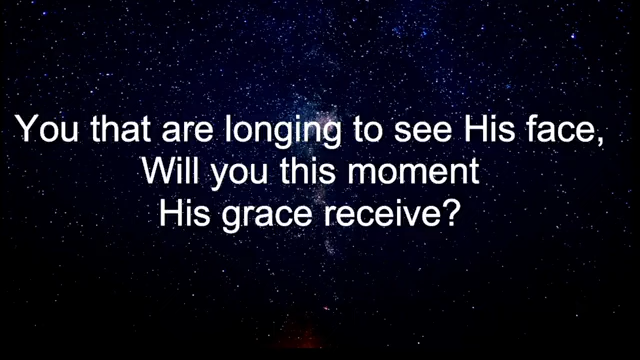 You that are longing to see His face,
Will you this moment
His grace receive?